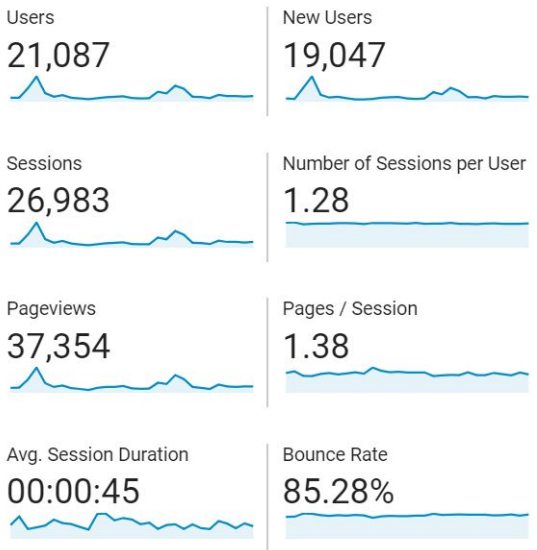 Users
21,087
New Users
19,047
Sessions
26,983
Number of Sessions per User
1.28
Pageviews
37,354
Pages / Session
1.38
Avg. Session Duration
00:00:45
Bounce Rate
85.28%